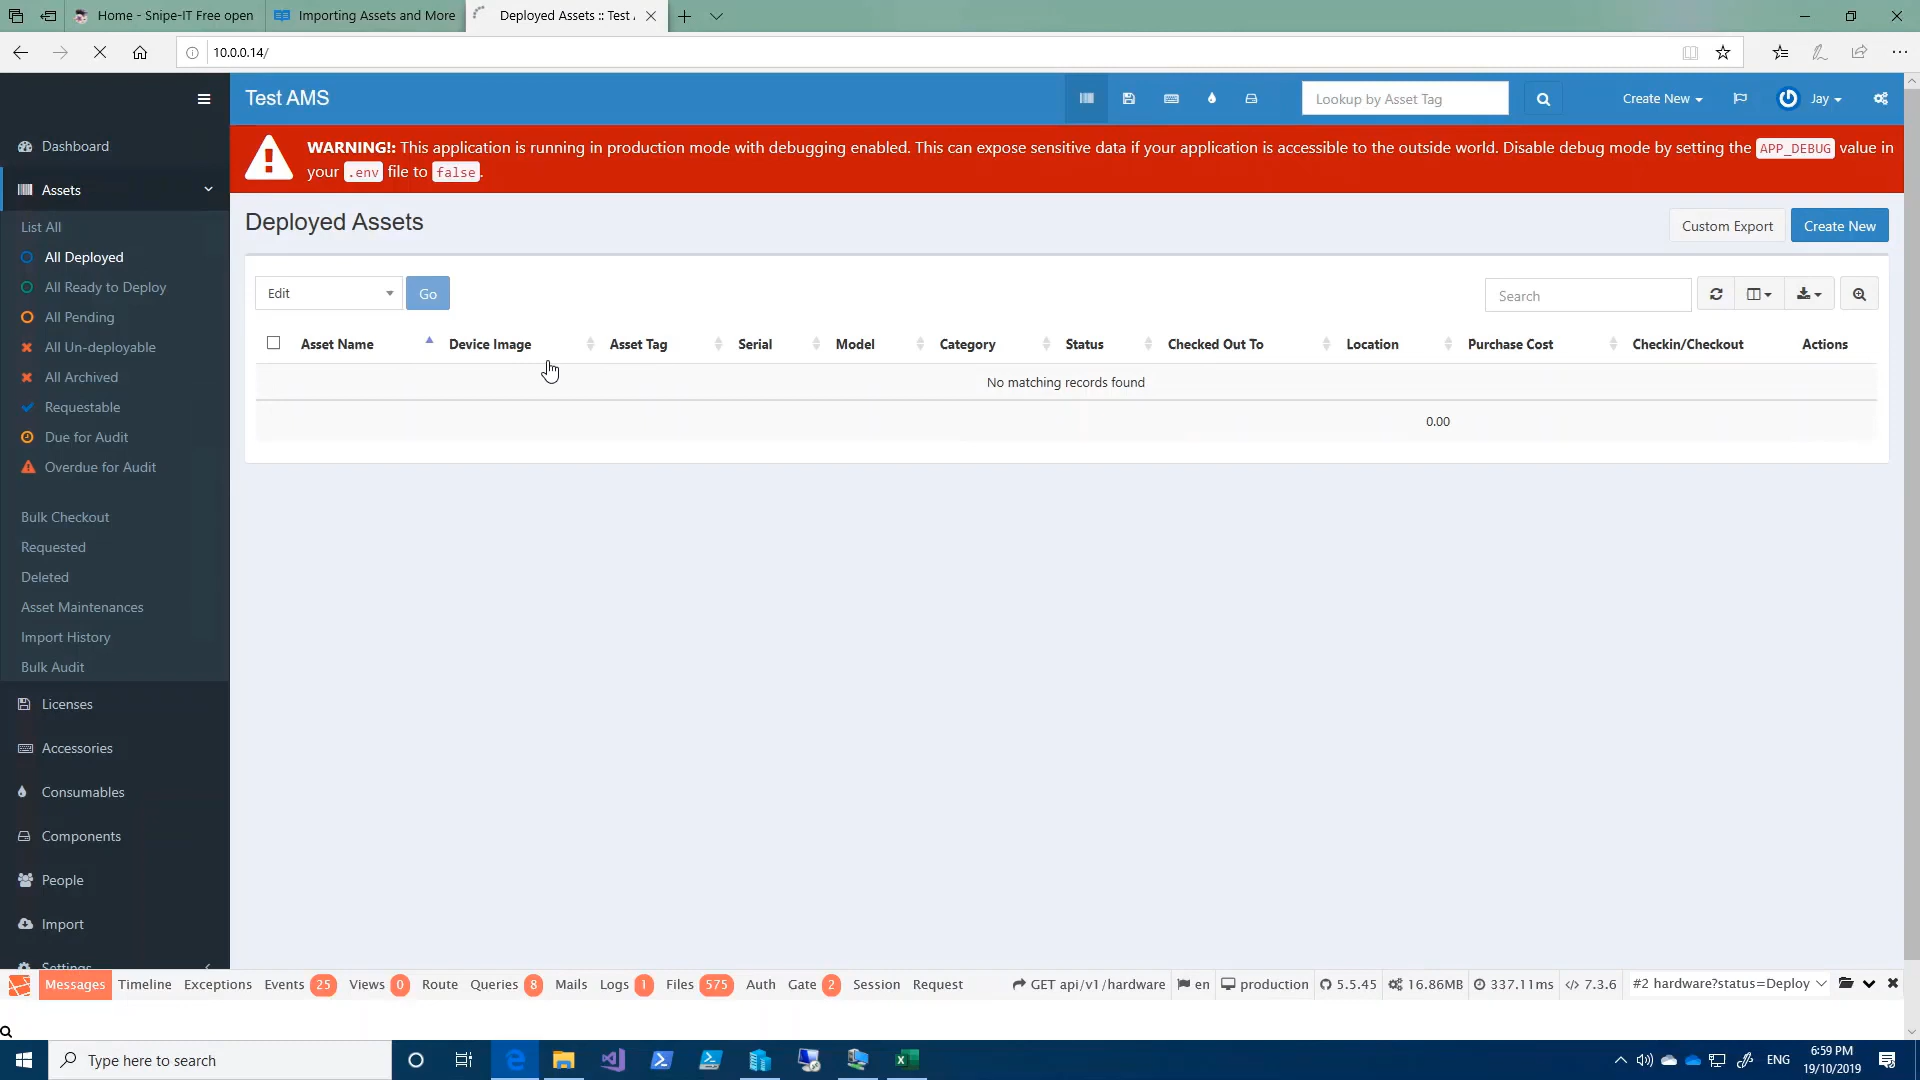 Home - Snipe-IT Free open
Importing Assets and More
Deployed Assets :: Test
10.0.0.14/
Test AMS
Lookup by Asset Tag
Create New
Jay
WARNING!: This application is running in production mode with debugging enabled. This can expose sensitive data if your application is accessible to the outside world. Disable debug mode by setting the APP_DEBUG value in
your .env file to false.
Dashboard
Assets
List All
All Deployed
All Ready to Deploy
All Pending
All Un-deployable
All Archived
Requestable
Due for Audit
Overdue for Audit
Bulk Checkout
Requested
Deleted
Asset Maintenances
Import History
Bulk Audit
Licenses
Accessories
Consumables
Components
People
Import
Settings
Deployed Assets
Custom Export
Create New
Edit
Go
Search
Asset Name Device Image Asset Tag Serial Model Category Status Checked Out To Location Purchase Cost Checkin/Checkout Actions
No matching records found
0.00
Messages Timeline Exceptions Events 25 Views 0 Route Queries 8 Mails Logs 1 Files 575 Auth Gate 2 Session Request GET api/v1/hardware en production 5.5.45 16.86MB 337.11ms 7.3.6 #2 hardware?status=Deploy
Type here to search
ENG
6:59 PM
19/10/2019